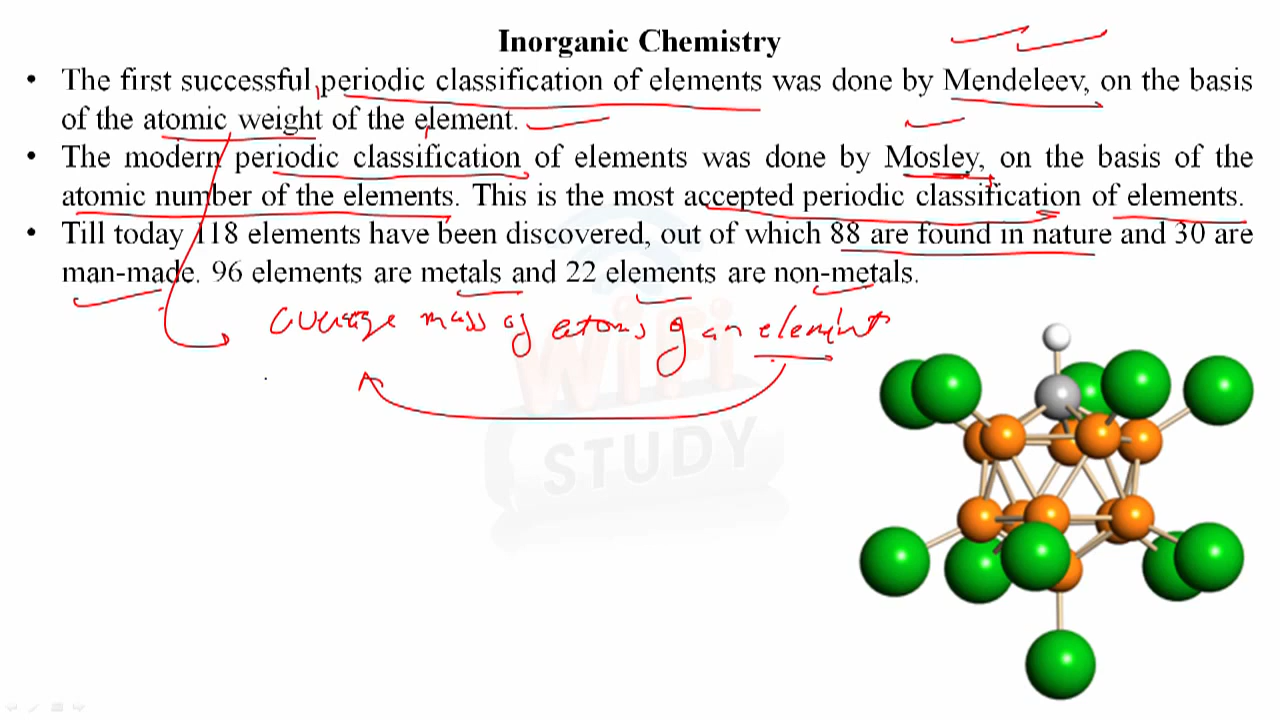 Inorganic Chemistry
• The first successful periodic classification of elements was done by Mendeleev, on the basis
of the atomic weight of the element.
• The modern periodic classification of elements was done by Mosley, on the basis of the
atomic number of the elements. This is the most accepted periodic classification of elements.
• Till today 118 elements have been discovered, out of which 88 are found in nature and 30 are
man-made. 96 elements are metals and 22 elements are non-metals.
average mass of atoms of an element
WiFi
STUDY